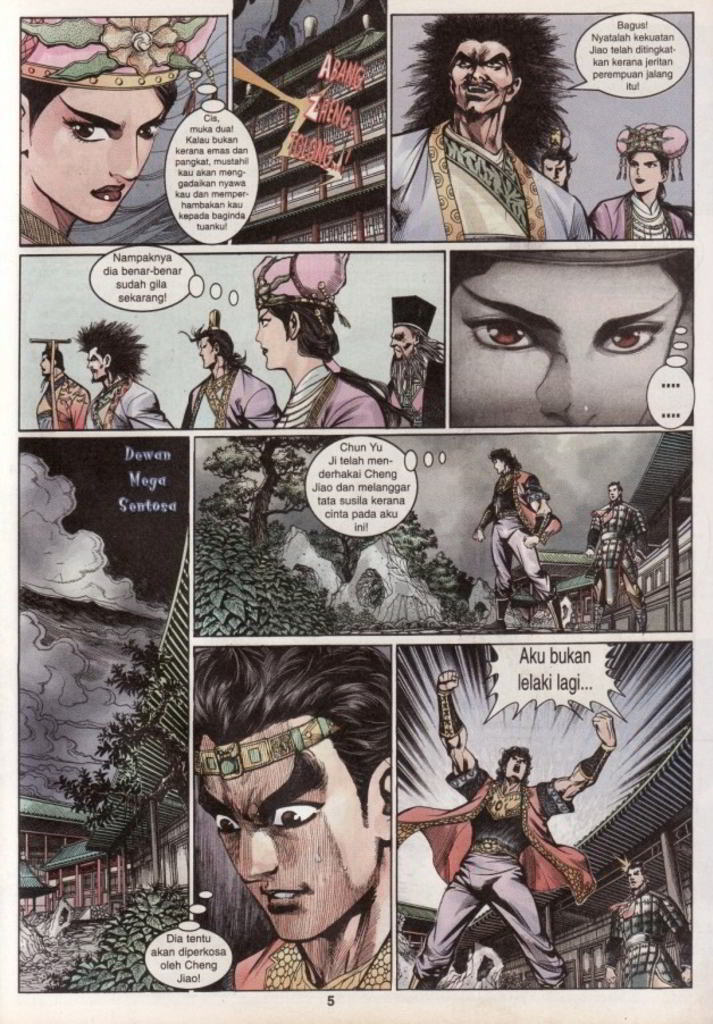 Cis,
muka dua!
Kalau bukan
kerana emas dan
pangkat, mustahil
kau akan meng-
gadaikan nyawa
kau dan memper-
hambakan kau
kepada baginda
tuanku!
ABANG
ZHENG,
TOLONG..!!
Bagus!
Nyatalah kekuatan
Jiao telah ditingkat-
kan kerana jeritan
perempuan jalang
itu!
Nampaknya
dia benar-benar
sudah gila
sekarang!
....
....
Dewan
Mega
Sentosa
Chun Yu
Ji telah men-
derhakai Cheng
Jiao dan melanggar
tata susila kerana
cinta pada aku
ini!
Dia tentu
akan diperkosa
oleh Cheng
Jiao!
Aku bukan
lelaki lagi...
5